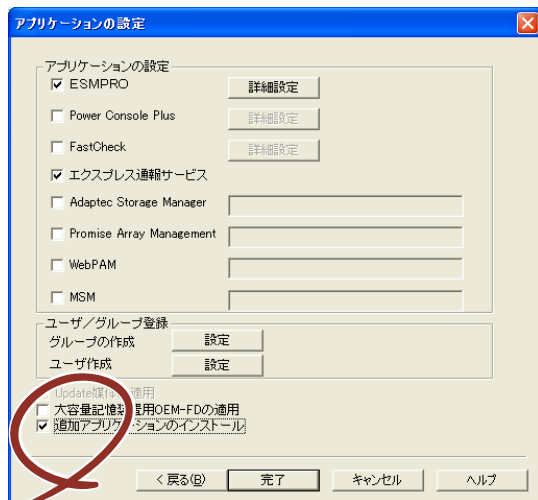 アプリケーションの設定
アプリケーションの設定
ESMPRO 詳細設定
Power Console Plus 詳細設定
FastCheck 詳細設定
エクスプレス通報サービス
Adaptec Storage Manager
Promise Array Management
WebPAM
MSM
ユーザ/グループ登録
グループの作成 設定
ユーザ作成 設定
Update媒体 適用
大容量記憶装置用OEM-FDの適用
追加アプリケーションのインストール
< 戻る(B) 完了 キャンセル ヘルプ